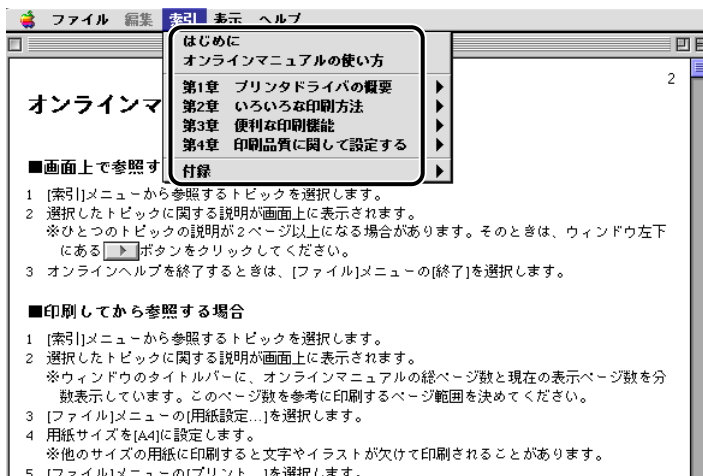 ファイル 編集 索引 表示 ヘルプ
はじめに
オンラインマニュアルの使い方
第1章 プリンタドライバの概要
第2章 いろいろな印刷方法
第3章 便利な印刷機能
第4章 印刷品質に関して設定する
付録
2
オンラインマ
■画面上で参照す
1 [索引]メニューから参照するトピックを選択します。
2 選択したトピックに関する説明が画面上に表示されます。
※ひとつのトピックの説明が2ページ以上になる場合があります。そのときは、ウィンドウ左下
にある ボタンをクリックしてください。
3 オンラインヘルプを終了するときは、[ファイル]メニューの[終了]を選択します。
■印刷してから参照する場合
1 [索引]メニューから参照するトピックを選択します。
2 選択したトピックに関する説明が画面上に表示されます。
※ウィンドウのタイトルバーに、オンラインマニュアルの総ページ数と現在の表示ページ数を分
数表示しています。このページ数を参考に印刷するページ範囲を決めてください。
3 [ファイル]メニューの[用紙設定...]を選択します。
4 用紙サイズを[A4]に設定します。
※他のサイズの用紙に印刷すると文字やイラストが欠けて印刷されることがあります。
5 [ファイル]メニューの[プリント...]を選択します。